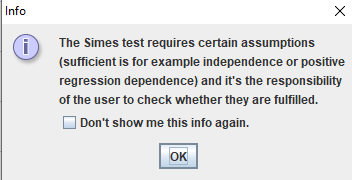 Info
The Simes test requires certain assumptions
(sufficient is for example independence or positive
regression dependence) and it's the responsibility
of the user to check whether they are fulfilled.
Don't show me this info again.
OK